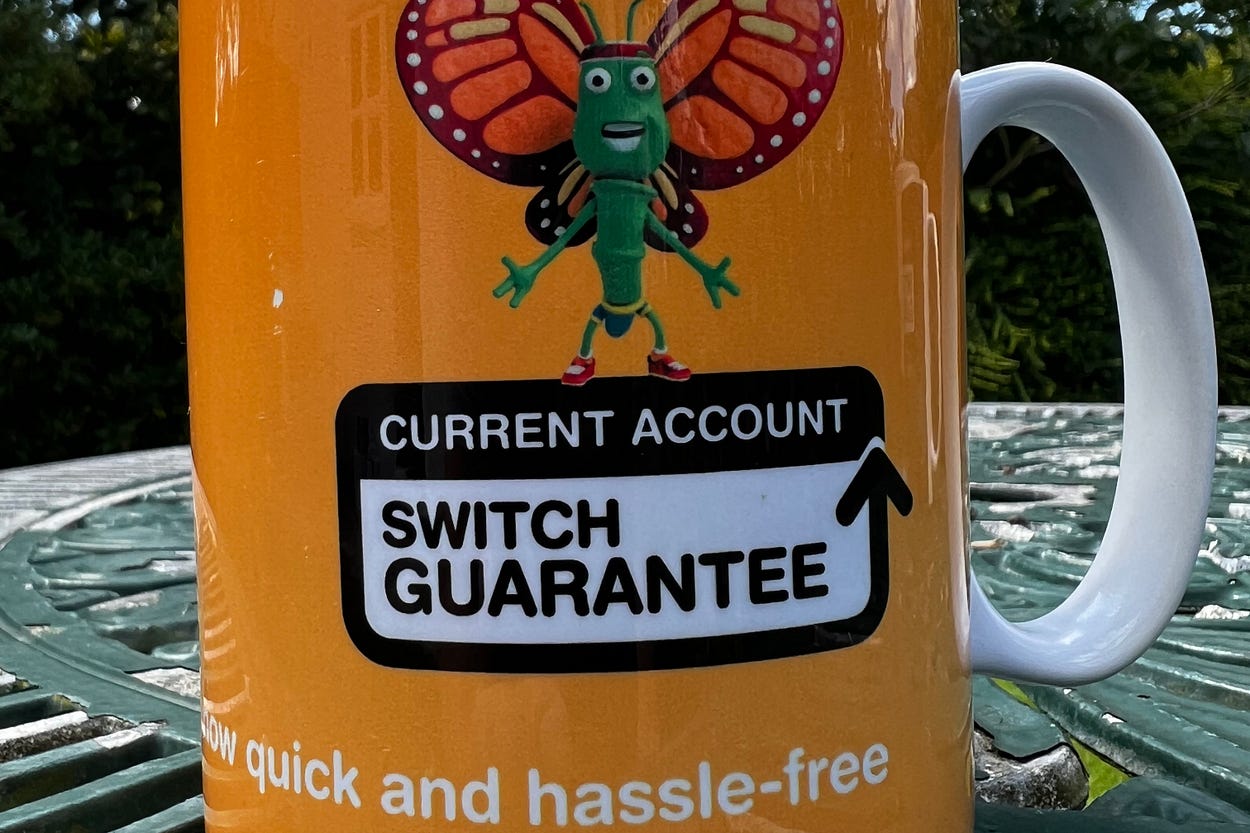 CURRENT ACCOUNT
SWITCH
GUARANTEE
quick and hassle-free